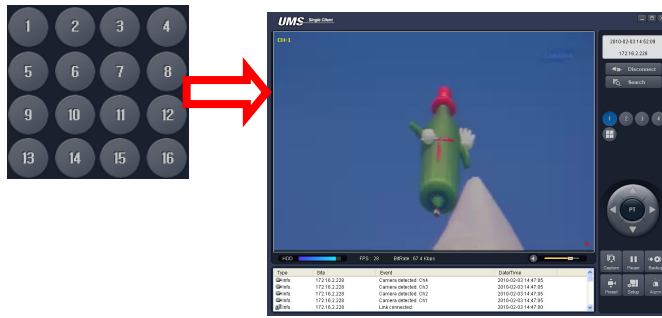 1 2 3 4
5 6 7 8
9 10 11 12
13 14 15 16
UMS Single Client
CH-1
2010-02-03 14:52:09
172.16.2.228
Disconnect
Search
1 2 3 4
PT
HDD FPS : 28 BitRate : 67.4 Kbps
Capture Pause Backup
Preset Setup Alarm
Type Site Event Date/Time
Info. 172.16.2.228 Camera detected. Ch4 2010-02-03 14:47:05
Info. 172.16.2.228 Camera detected. Ch3 2010-02-03 14:47:05
Info. 172.16.2.228 Camera detected. Ch2 2010-02-03 14:47:05
Info. 172.16.2.228 Camera detected. Ch1 2010-02-03 14:47:05
Info. 172.16.2.228 Link connected. 2010-02-03 14:47:00